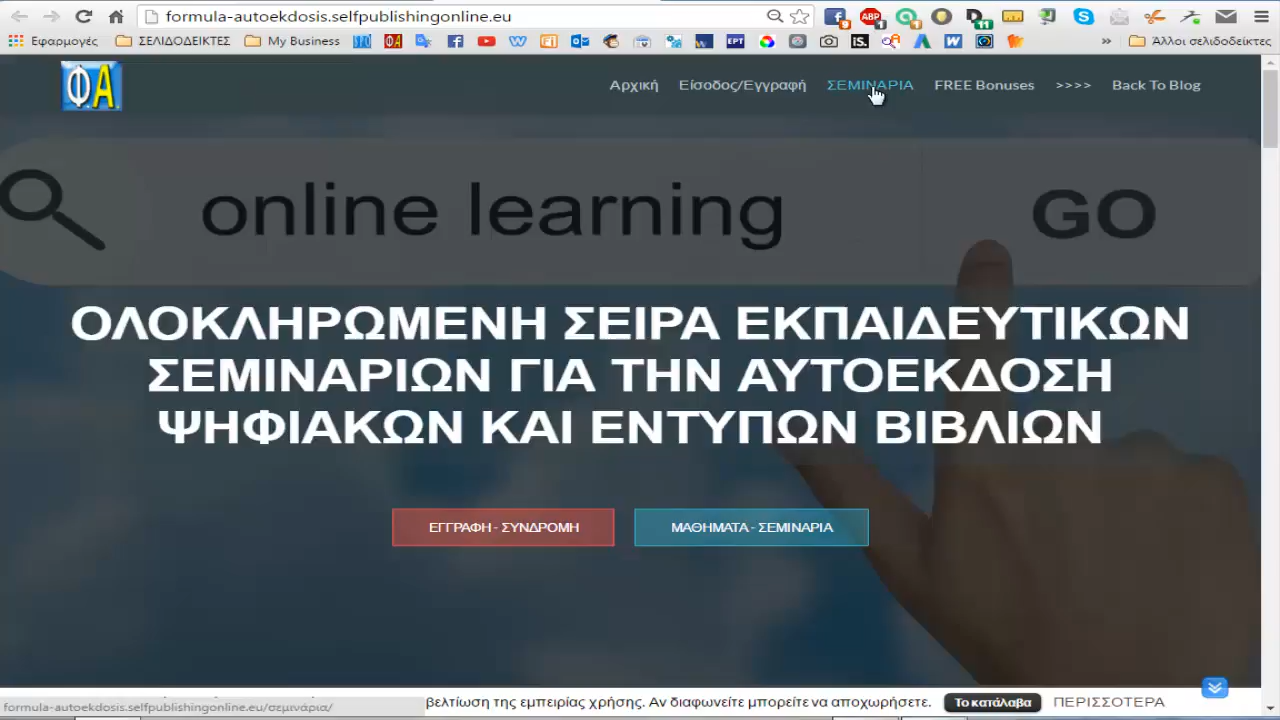 formula-autoekdosis.selfpublishingonline.eu
Εφαρμογές ΣΕΛΙΔΟΔΕΙΚΤΕΣ My Business Άλλοι σελιδοδείκτες
ΦΑ
Αρχική Είσοδος/Εγγραφή ΣΕΜΙΝΑΡΙΑ FREE Bonuses >>>> Back To Blog
online learning GO
ΟΛΟΚΛΗΡΩΜΕΝΗ ΣΕΙΡΑ ΕΚΠΑΙΔΕΥΤΙΚΩΝ
ΣΕΜΙΝΑΡΙΩΝ ΓΙΑ ΤΗΝ ΑΥΤΟΕΚΔΟΣΗ
ΨΗΦΙΑΚΩΝ ΚΑΙ ΕΝΤΥΠΩΝ ΒΙΒΛΙΩΝ
ΕΓΓΡΑΦΗ - ΣΥΝΔΡΟΜΗ ΜΑΘΗΜΑΤΑ - ΣΕΜΙΝΑΡΙΑ
βελτίωση της εμπειρίας χρήσης. Αν διαφωνείτε μπορείτε να αποχωρήσετε. Το κατάλαβα ΠΕΡΙΣΣΟΤΕΡΑ
formula-autoekdosis.selfpublishingonline.eu/σεμινάρια/